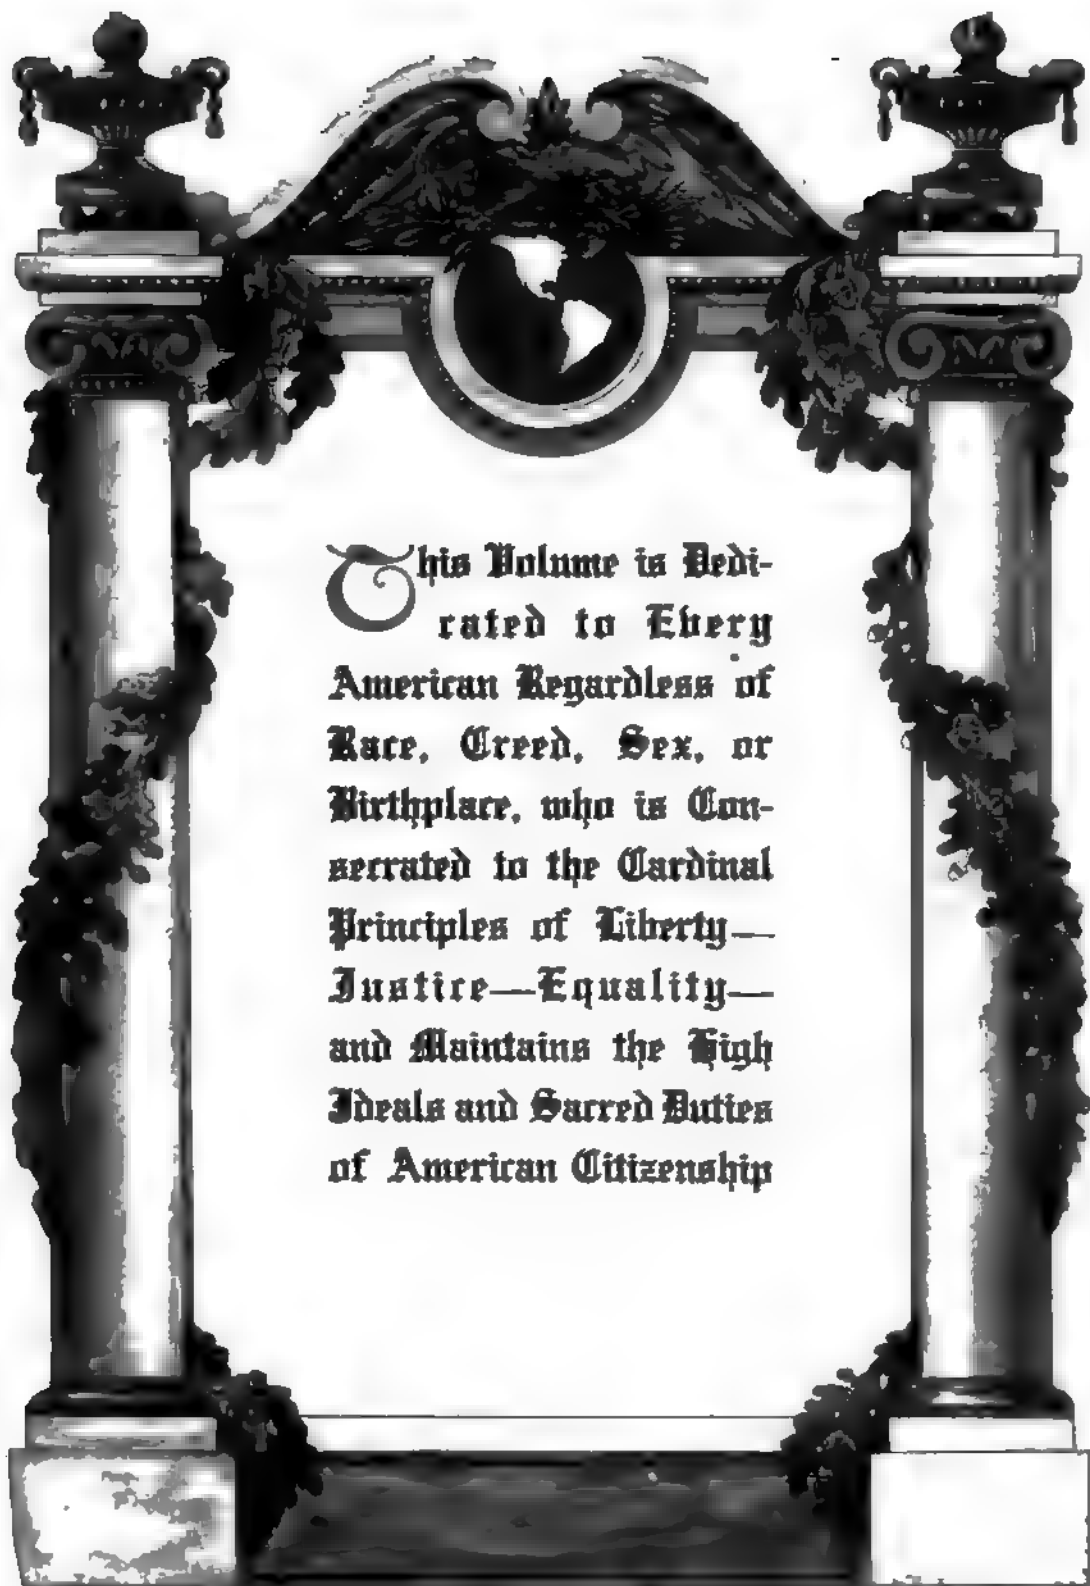 This Volume is Dedi-
cated to Every
American Regardless of
Race, Creed, Sex, or
Birthplace, who is Con-
secrated to the Cardinal
Principles of Liberty—
Justice—Equality—
and Maintains the High
Ideals and Sacred Duties
of American Citizenship